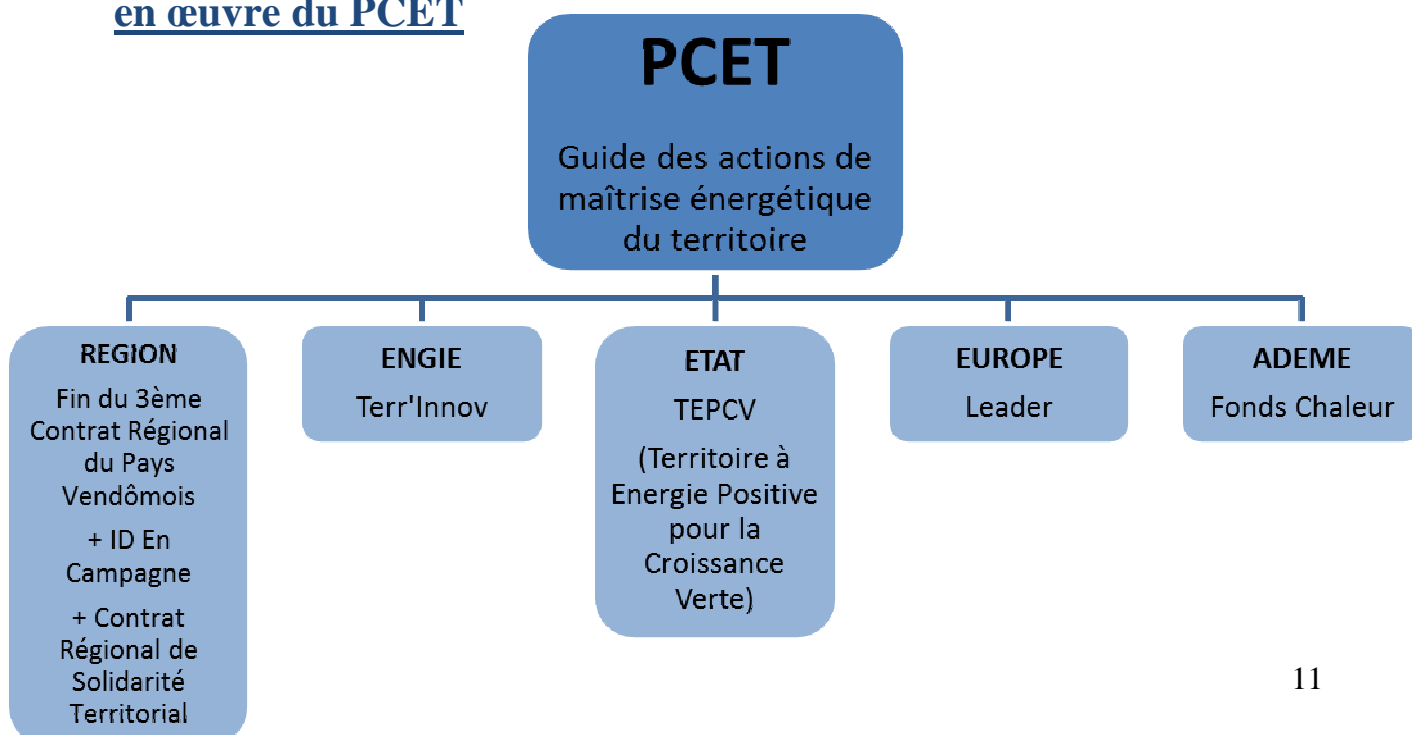 en œuvre du PCET
PCET
Guide des actions de
maîtrise énergétique
du territoire
REGION
Fin du 3ème
Contrat Régional
du Pays
Vendômois
+ ID En
Campagne
+ Contrat
Régional de
Solidarité
Territorial
ENGIE
Terr'Innov
ETAT
TEPCV
(Territoire à
Energie Positive
pour la
Croissance
Verte)
EUROPE
Leader
ADEME
Fonds Chaleur
11